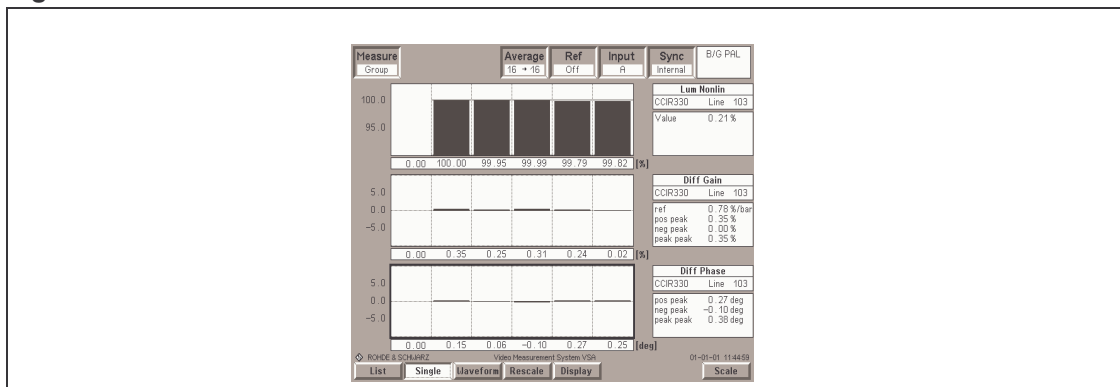 Measure Average Ref Input Sync B/G PAL
Group 16 → 16 Off A Internal
Lum Nonlin
CCIR330 Line 103
Value 0.21 %
100.0
95.0
0.00 100.00 99.95 99.99 99.79 99.82 [%]
Diff Gain
CCIR330 Line 103
ref 0.78 %/bar
pos peak 0.35 %
neg peak 0.00 %
peak peak 0.35 %
5.0
0.0
-5.0
0.00 0.35 0.25 0.31 0.24 0.02 [%]
Diff Phase
CCIR330 Line 103
pos peak 0.27 deg
neg peak -0.10 deg
peak peak 0.38 deg
5.0
0.0
-5.0
0.00 0.15 0.06 -0.10 0.27 0.25 [deg]
ROHDE & SCHWARZ Video Measurement System VSA 01-01-01 11:44:59
List Single Waveform Rescale Display Scale